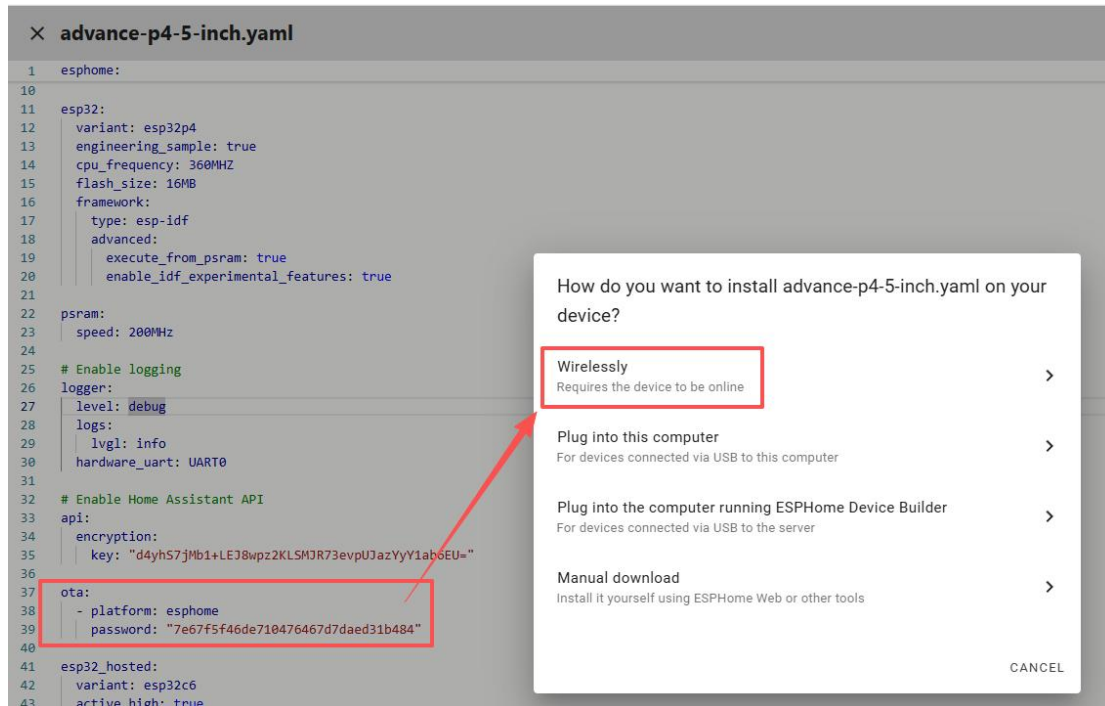 × advance-p4-5-inch.yaml
1 esphome:
10
11 esp32:
12 variant: esp32p4
13 engineering_sample: true
14 cpu_frequency: 360MHZ
15 flash_size: 16MB
16 framework:
17 type: esp-idf
18 advanced:
19 execute_from_psram: true
20 enable_idf_experimental_features: true
21
22 psram:
23 speed: 200MHz
24
25 # Enable logging
26 logger:
27 level: debug
28 logs:
29 lvgl: info
30 hardware_uart: UART0
31
32 # Enable Home Assistant API
33 api:
34 encryption:
35 key: "d4yhS7jMb1+LEJ8wpz2KLSMJR73evpUJazYyY1ab6EU="
36
37 ota:
38 - platform: esphome
39 password: "7e67f5f46de710476467d7daed31b484"
40
41 esp32_hosted:
42 variant: esp32c6
43 active_high: true
How do you want to install advance-p4-5-inch.yaml on your
device?
Wirelessly
Requires the device to be online
Plug into this computer
For devices connected via USB to this computer
Plug into the computer running ESPHome Device Builder
For devices connected via USB to the server
Manual download
Install it yourself using ESPHome Web or other tools
CANCEL